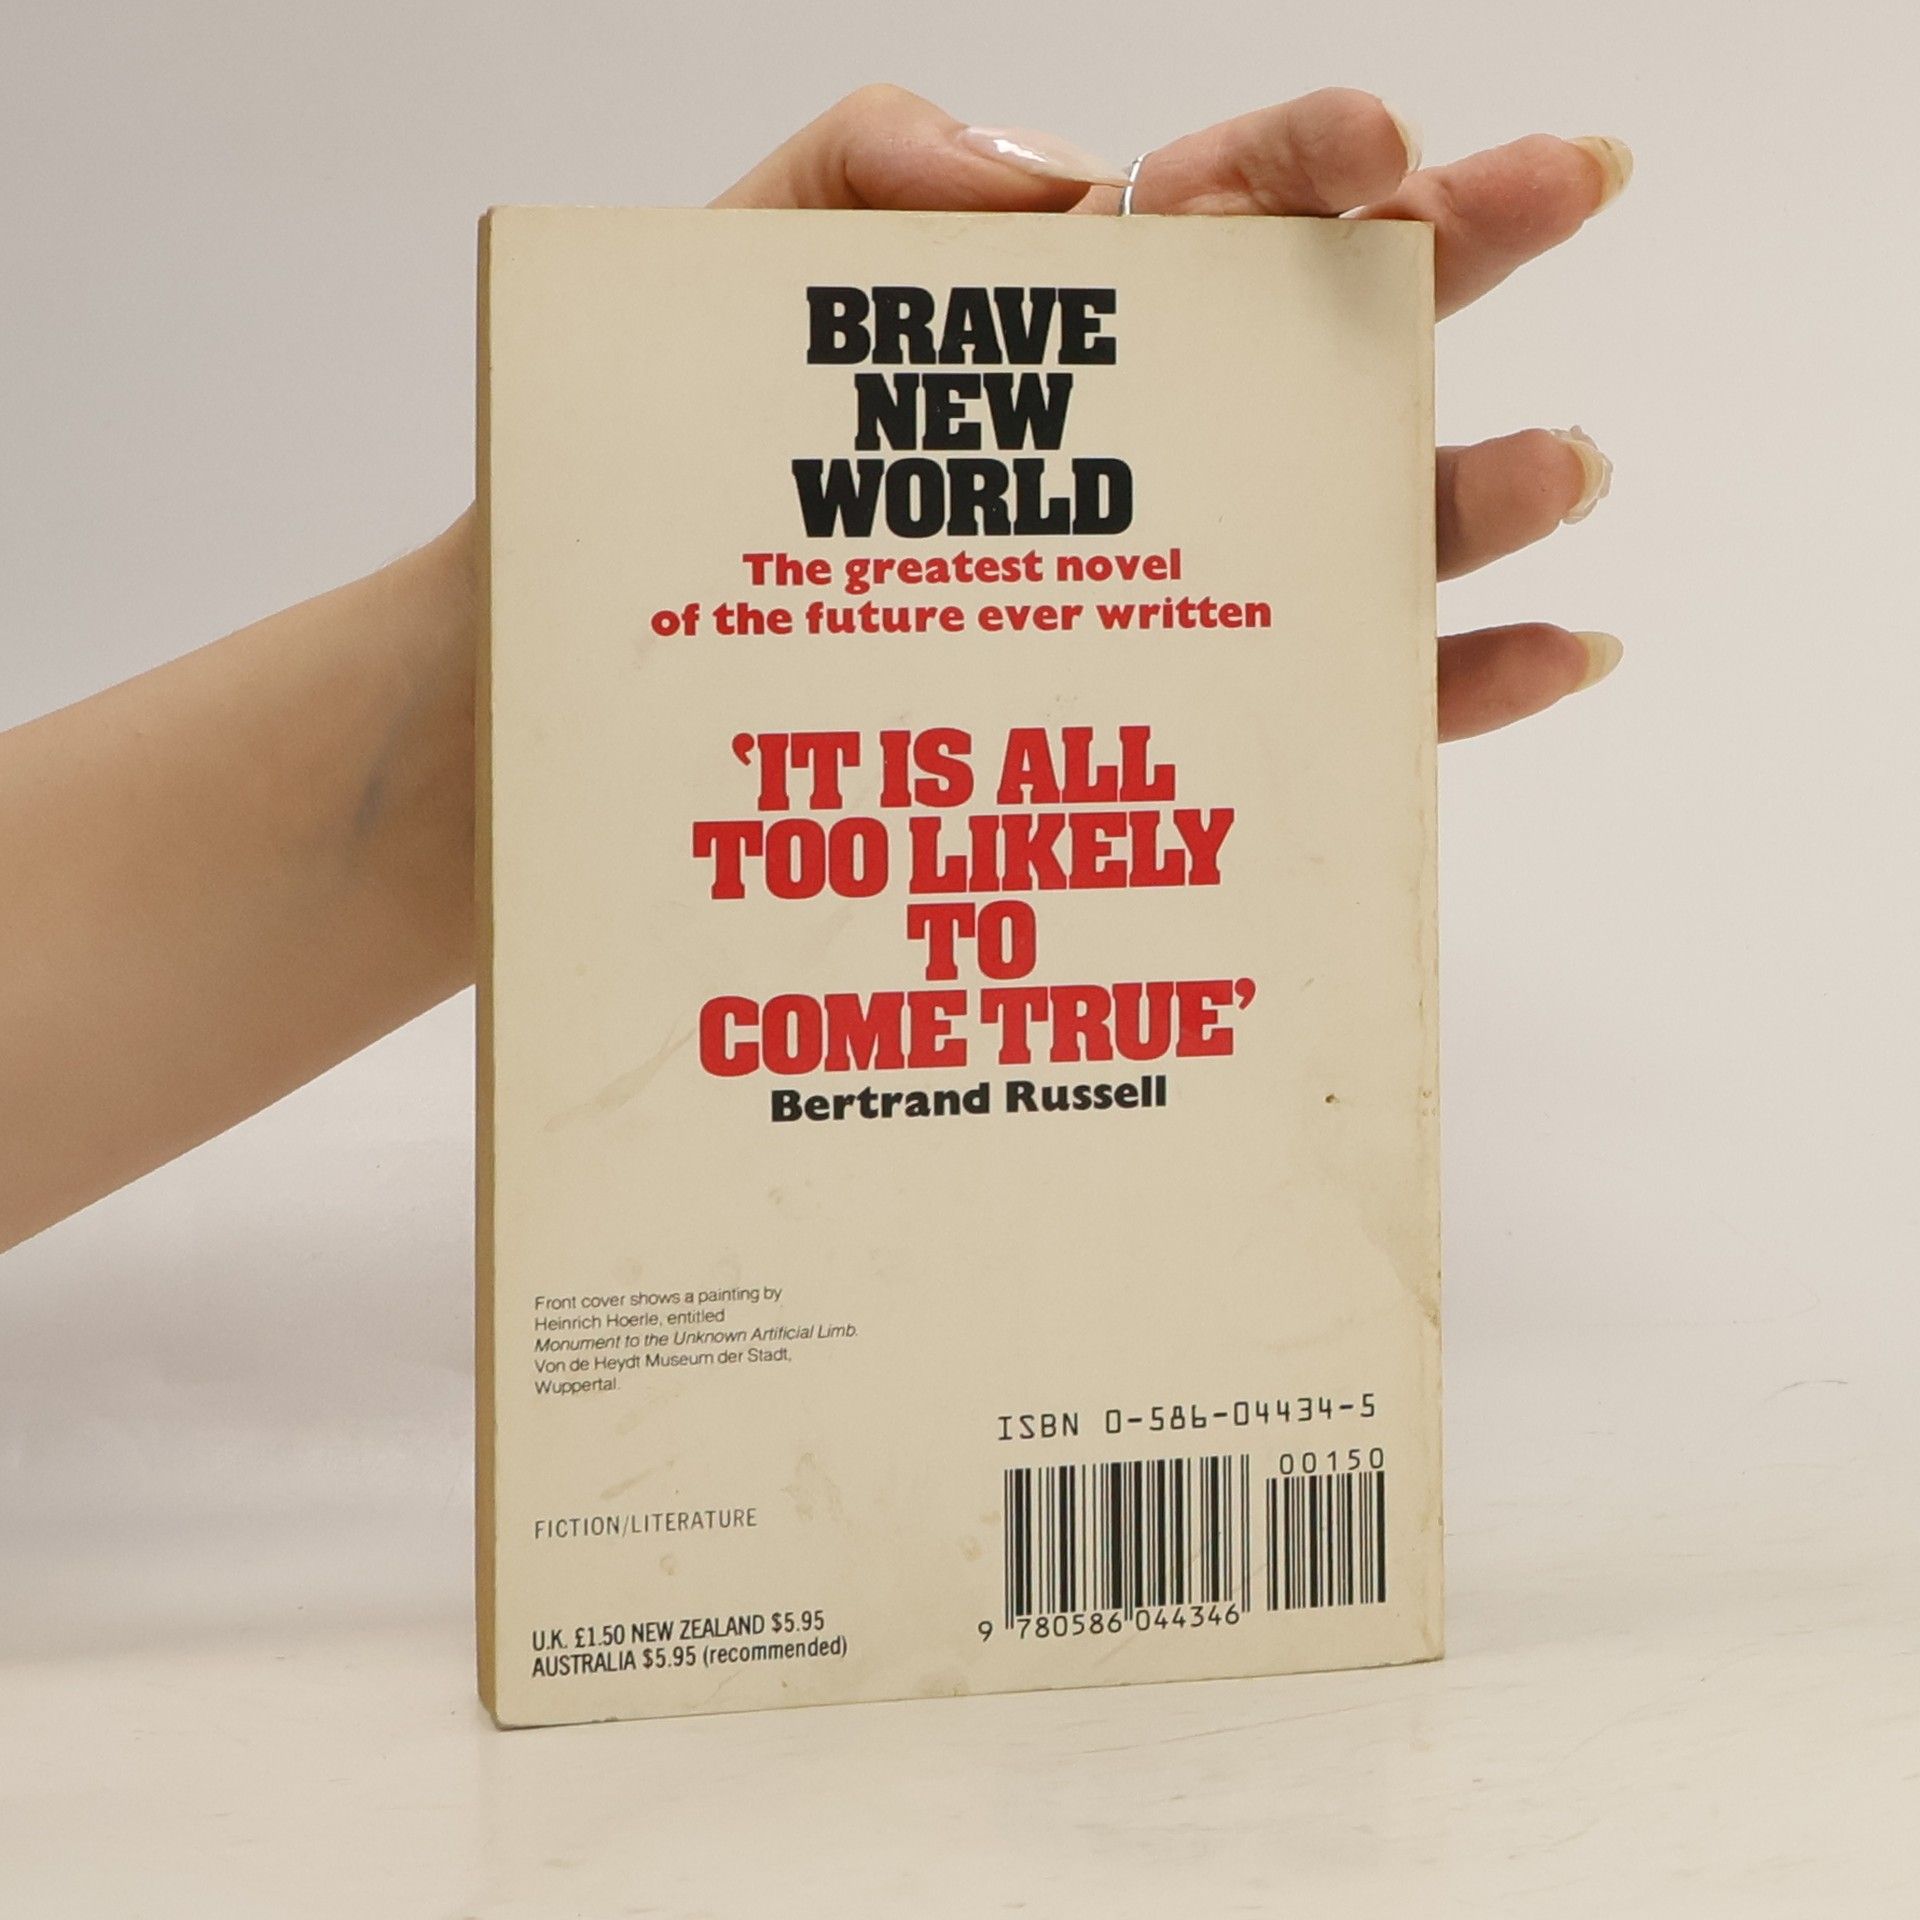 BRAVE
NEW
WORLD
The greatest novel
of the future ever written
‘IT IS ALL
TOO LIKELY
TO
COME TRUE’
Bertrand Russell
Front cover shows a painting by
Heinrich Hoerle, entitled
Monument to the Unknown Artificial Limb.
Von de Heydt Museum der Stadt,
Wuppertal.
ISBN 0-586-04434-5
00150
FICTION/LITERATURE
9 780586 044346
U.K. £1.50 NEW ZEALAND $5.95
AUSTRALIA $5.95 (recommended)